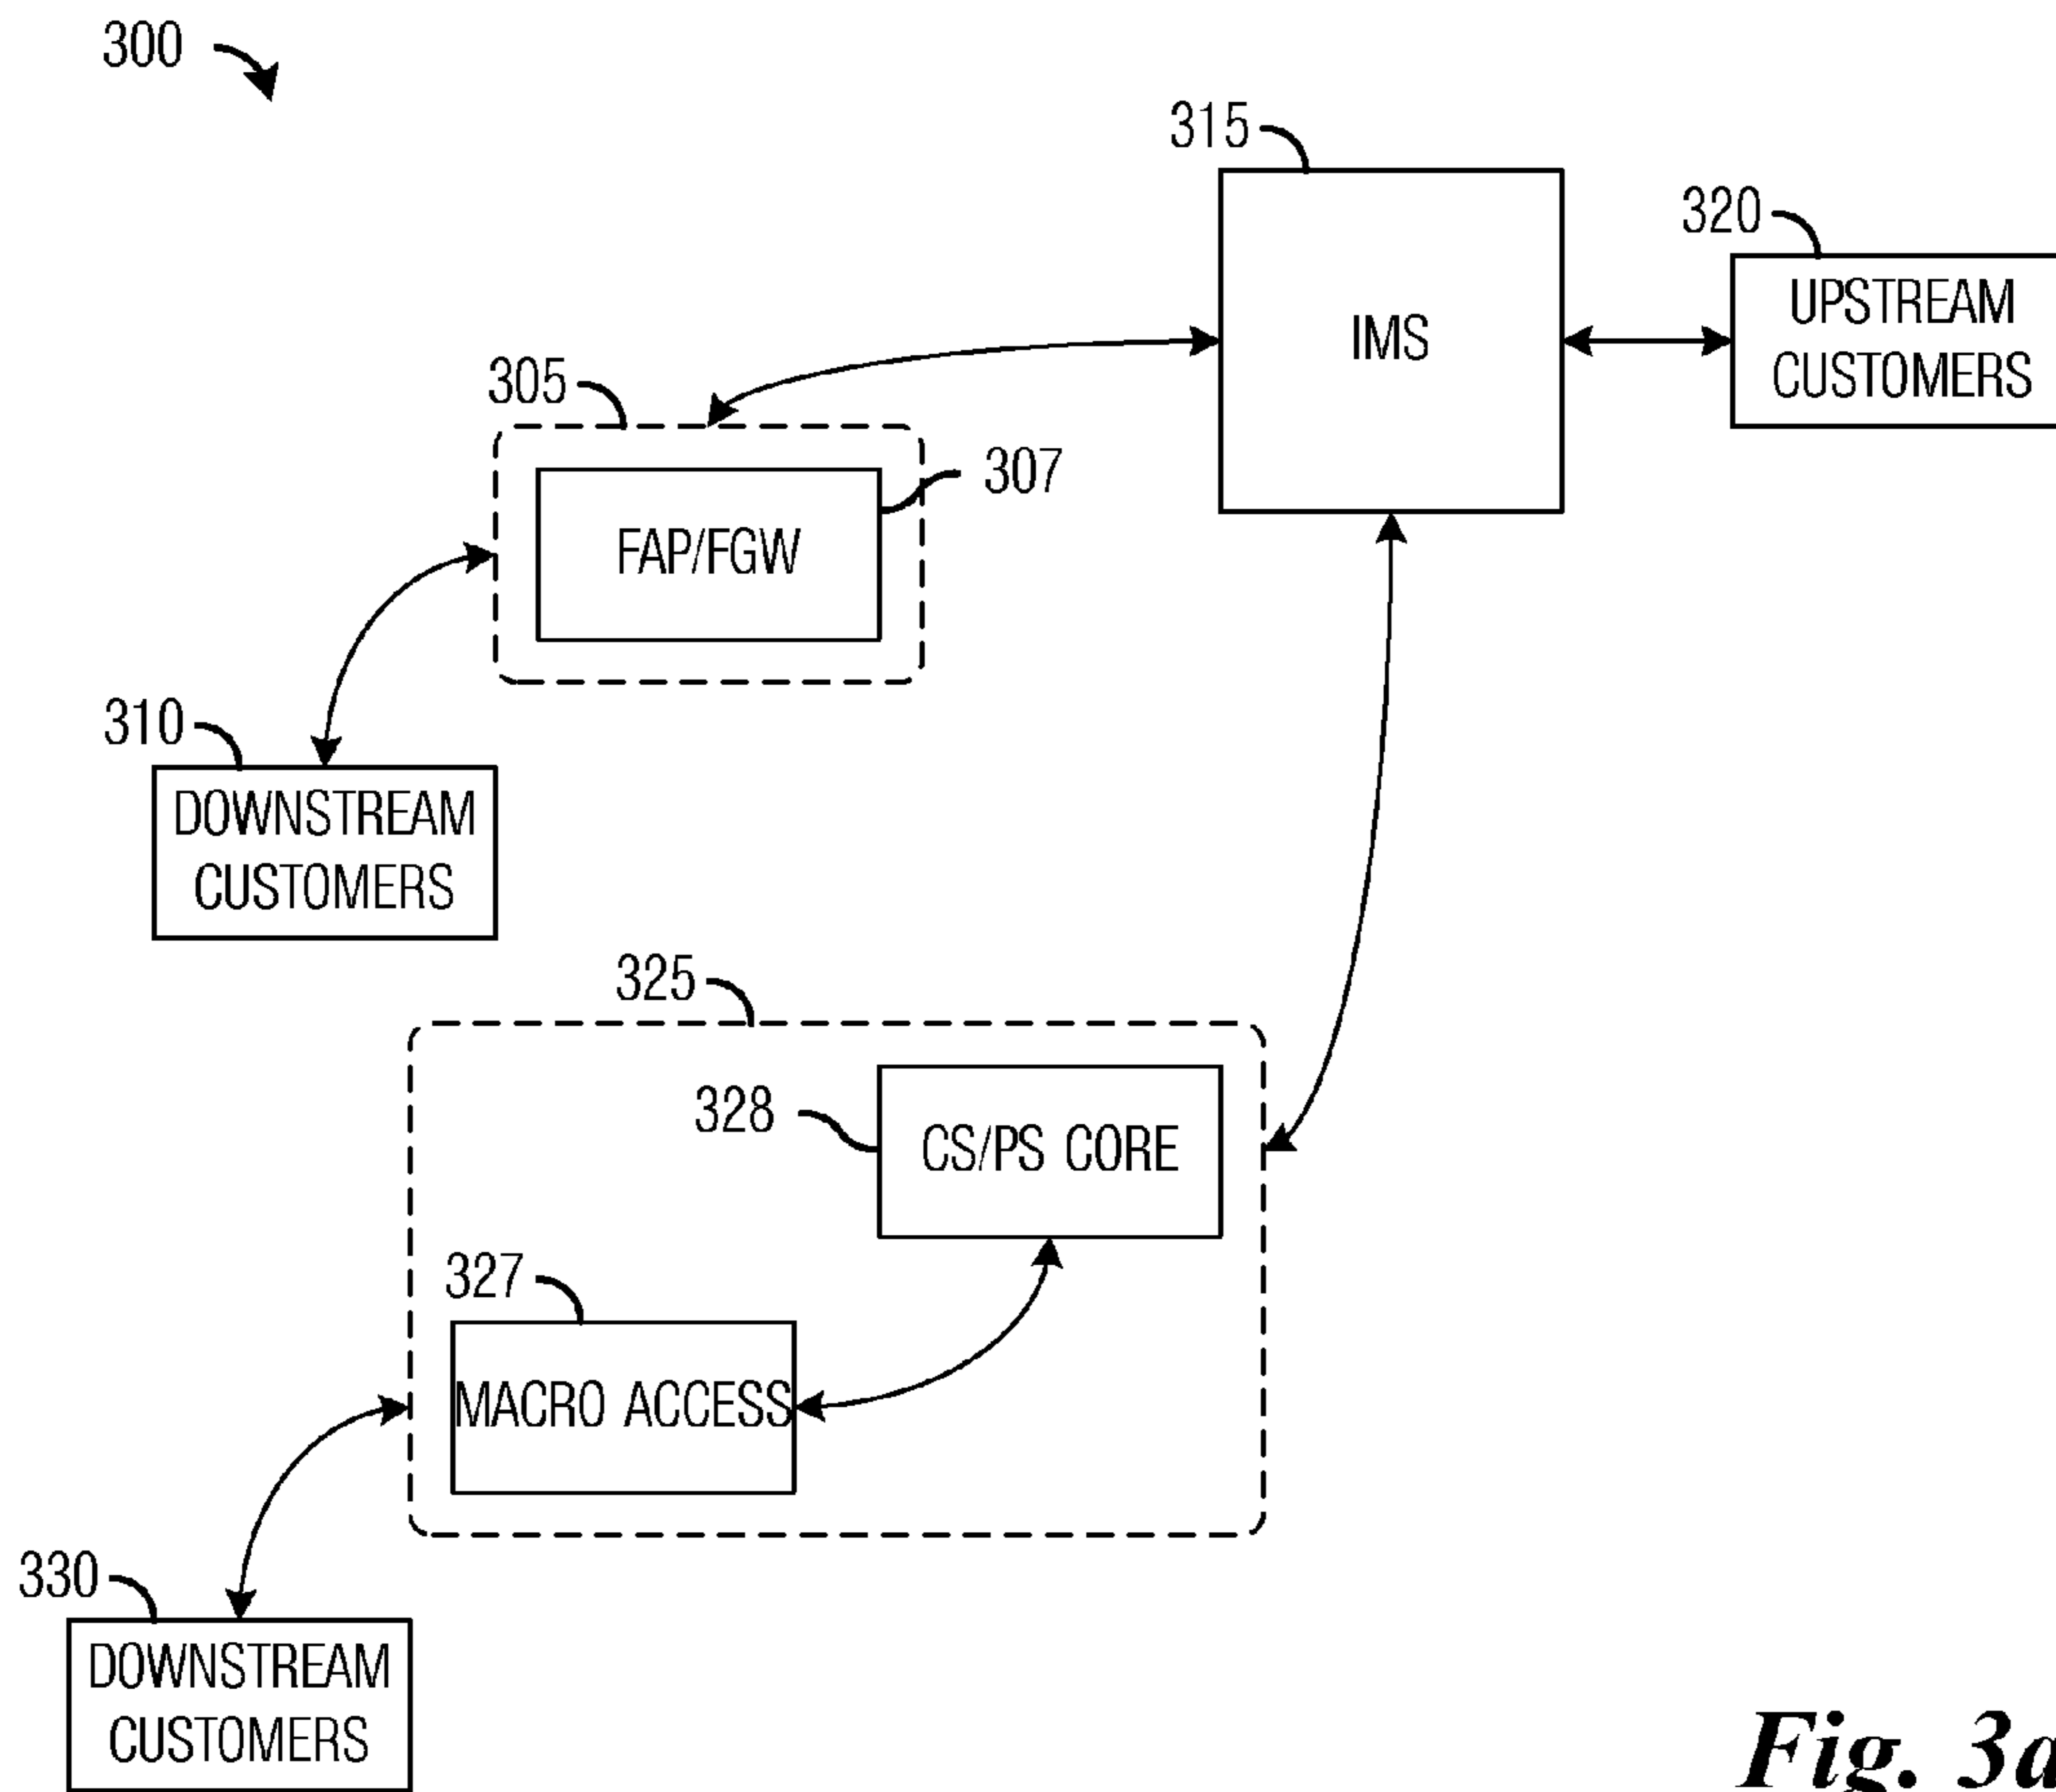 300
315
IMS
320
UPSTREAM
CUSTOMERS
305
307
FAP/FGW
310
DOWNSTREAM
CUSTOMERS
325
328
CS/PS CORE
327
MACRO ACCESS
330
DOWNSTREAM
CUSTOMERS
Fig. 3a